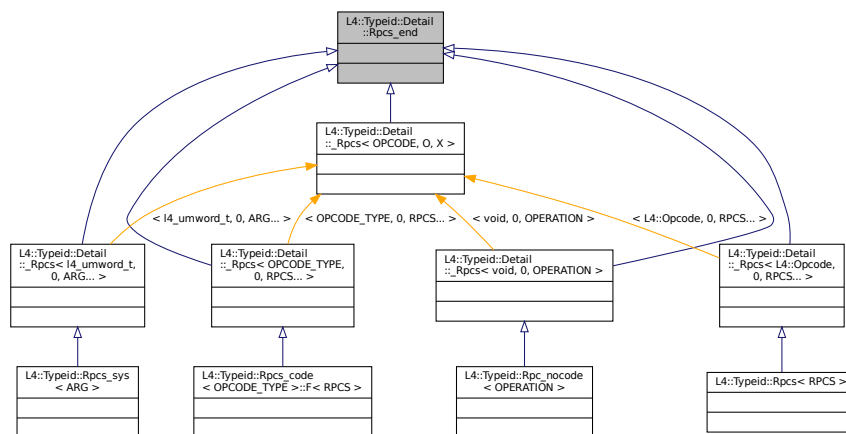 L4::Typeid::Detail
::Rpcs_end
L4::Typeid::Detail
::_Rpcs< OPCODE, O, X >
< l4_umword_t, 0, ARG... >
< OPCODE_TYPE, 0, RPCS... >
< void, 0, OPERATION >
< L4::Opcode, 0, RPCS... >
L4::Typeid::Detail
::_Rpcs< l4_umword_t,
0, ARG... >
L4::Typeid::Detail
::_Rpcs< OPCODE_TYPE,
0, RPCS... >
L4::Typeid::Detail
::_Rpcs< void, 0, OPERATION >
L4::Typeid::Detail
::_Rpcs< L4::Opcode,
0, RPCS... >
L4::Typeid::Rpcs_sys
< ARG >
L4::Typeid::Rpcs_code
< OPCODE_TYPE >::F< RPCS >
L4::Typeid::Rpc_nocode
< OPERATION >
L4::Typeid::Rpcs< RPCS >